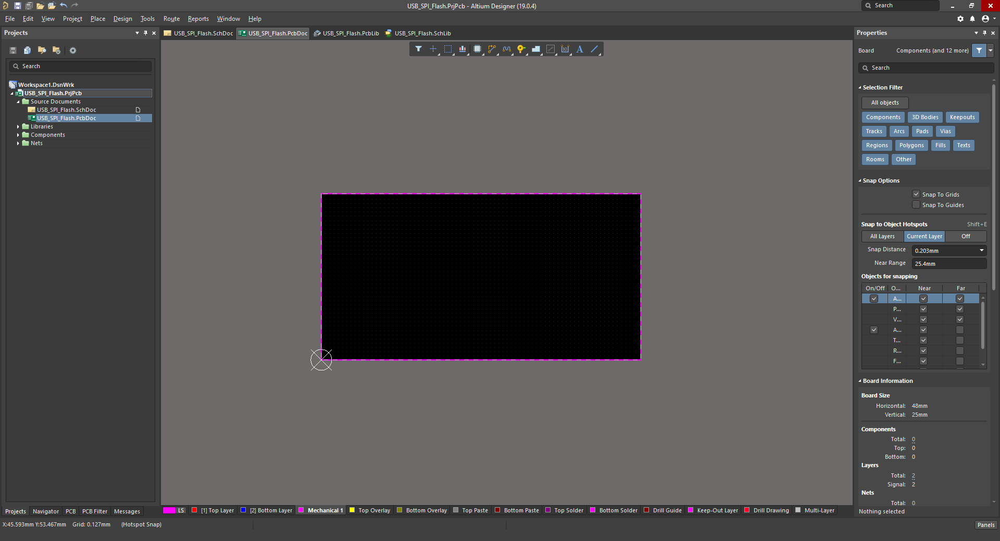 USB_SPI_Flash.PrjPcb - Altium Designer (19.0.4)
Search
File Edit View Project Place Design Tools Route Reports Window Help
Projects
USB_SPI_Flash.SchDoc USB_SPI_Flash.PcbDoc USB_SPI_Flash.PcbLib USB_SPI_Flash.SchLib
Search
Workspace1.DsnWrk
USB_SPI_Flash.PrjPcb
Source Documents
USB_SPI_Flash.SchDoc
USB_SPI_Flash.PcbDoc
Libraries
Components
Nets
Properties
Board Components (and 12 more)
Search
Selection Filter
All objects
Components 3D Bodies Keepouts
Tracks Arcs Pads Vias
Regions Polygons Fills Texts
Rooms Other
Snap Options
Snap To Grids
Snap To Guides
Snap to Object Hotspots Shift+E
All Layers Current Layer Off
Snap Distance 0.203mm
Near Range 25.4mm
Objects for snapping
On/Off O... Near Far
A...
P...
V...
A...
T...
R...
F...
Board Information
Board Size
Horizontal: 48mm
Vertical: 25mm
Components
Total: 0
Top: 0
Bottom: 0
Layers
Total: 2
Signal: 2
Nets
Total: 0
Nothing selected
Projects Navigator PCB PCB Filter Messages
LS [1] Top Layer [2] Bottom Layer Mechanical 1 Top Overlay Bottom Overlay Top Paste Bottom Paste Top Solder Bottom Solder Drill Guide Keep-Out Layer Drill Drawing Multi-Layer
X:45.593mm Y:53.467mm Grid: 0.127mm (Hotspot Snap)
Panels